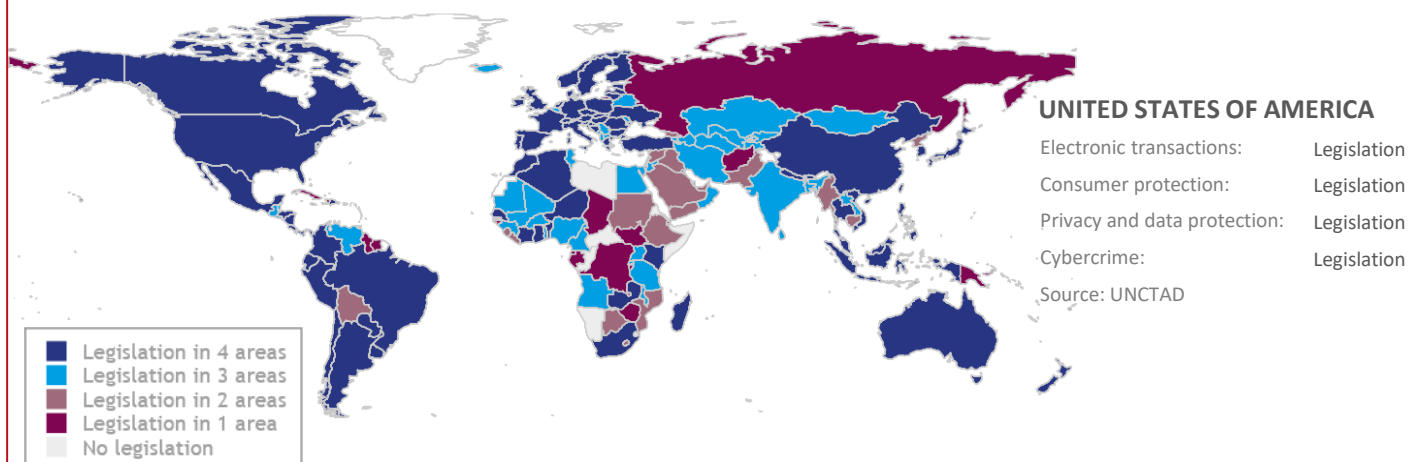 UNITED STATES OF AMERICA
Electronic transactions: Legislation
Consumer protection: Legislation
Privacy and data protection: Legislation
Cybercrime: Legislation
Source: UNCTAD
Legislation in 4 areas
Legislation in 3 areas
Legislation in 2 areas
Legislation in 1 area
No legislation